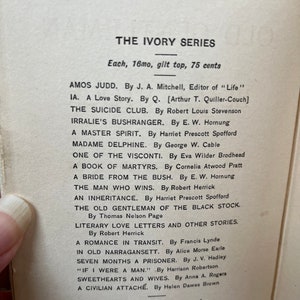 THE IVORY SERIES
Each, 16mo, gilt top, 75 cents
AMOS JUDD. By J. A. Mitchell, Editor of "Life"
IA. A Love Story. By Q. [Arthur T. Quiller-Couch]
THE SUICIDE CLUB. By Robert Louis Stevenson
IRRALIE'S BUSHRANGER. By E. W. Hornung
A MASTER SPIRIT. By Harriet Prescott Spofford
MADAME DELPHINE. By George W. Cable
ONE OF THE VISCONTI. By Eva Wilder Brodhead
A BOOK OF MARTYRS. By Cornelia Atwood Pratt
A BRIDE FROM THE BUSH. By E. W. Hornung
THE MAN WHO WINS. By Robert Herrick
AN INHERITANCE. By Harriet Prescott Spofford
THE OLD GENTLEMAN OF THE BLACK STOCK.
By Thomas Nelson Page
LITERARY LOVE LETTERS AND OTHER STORIES.
By Robert Herrick
A ROMANCE IN TRANSIT. By Francis Lynde
IN OLD NARRAGANSETT. By Alice Morse Earle
SEVEN MONTHS A PRISONER. By J. V. Hadley
"IF I WERE A MAN." By Harrison Robertson
SWEETHEARTS AND WIVES. By Anna A. Rogers
A CIVILIAN ATTACHÉ. By Helen Dawes Brown